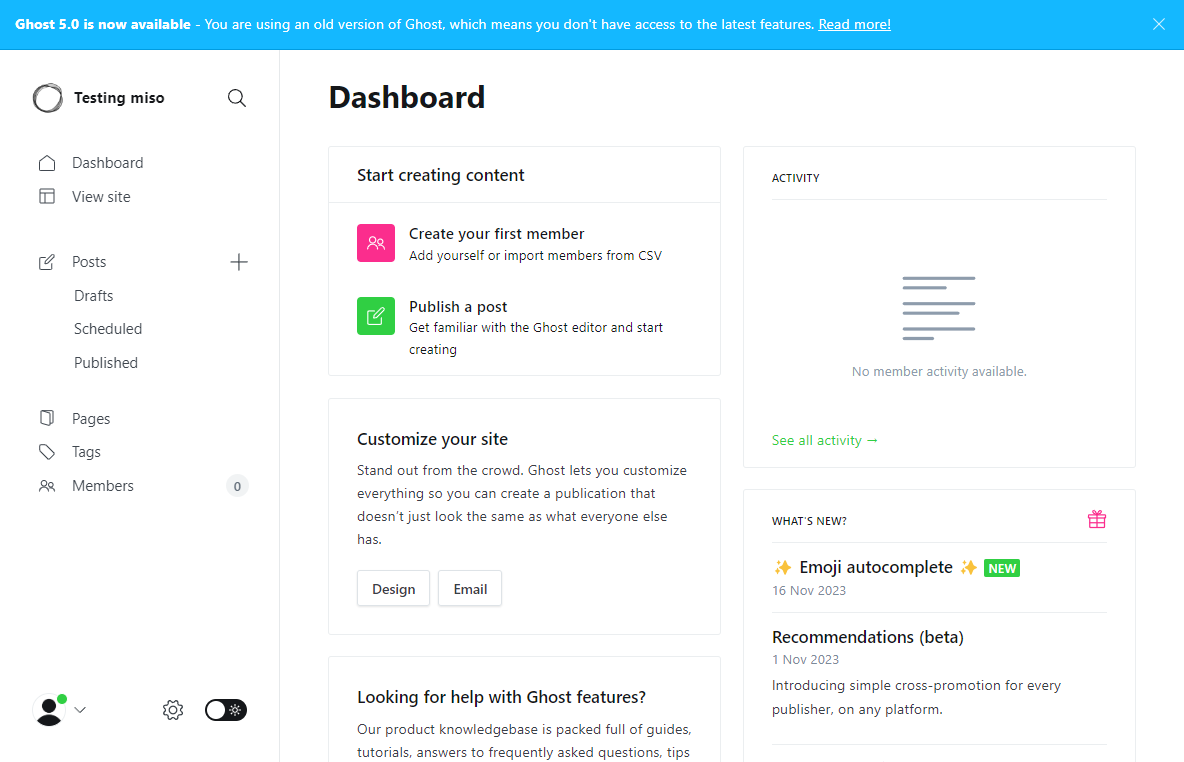 Ghost 5.0 is now available - You are using an old version of Ghost, which means you don't have access to the latest features. Read more!
Testing miso
Dashboard
View site
Posts
Drafts
Scheduled
Published
Pages
Tags
Members 0
Dashboard
Start creating content
Create your first member
Add yourself or import members from CSV
Publish a post
Get familiar with the Ghost editor and start
creating
Customize your site
Stand out from the crowd. Ghost lets you customize
everything so you can create a publication that
doesn't just look the same as what everyone else
has.
Design Email
Looking for help with Ghost features?
Our product knowledgebase is packed full of guides,
tutorials, answers to frequently asked questions, tips
ACTIVITY
No member activity available.
See all activity →
WHAT'S NEW?
✨ Emoji autocomplete ✨ NEW
16 Nov 2023
Recommendations (beta)
1 Nov 2023
Introducing simple cross-promotion for every
publisher, on any platform.